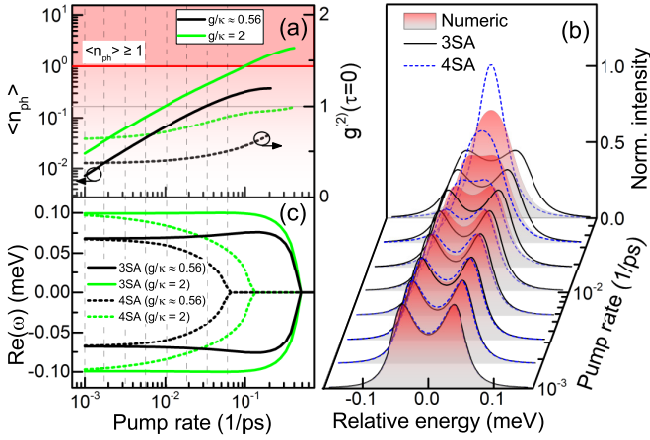 (a)
g/κ ≈ 0.56
g/κ = 2
<n_ph> ≥ 1
10¹
10⁰
10⁻¹
10⁻²
<n_ph>
2
1
0
g⁽²⁾(τ=0)
(c)
0.10
0.05
0.00
-0.05
-0.10
Re(ω) (meV)
3SA (g/κ ≈ 0.56)
3SA (g/κ = 2)
4SA (g/κ ≈ 0.56)
4SA (g/κ = 2)
10⁻³
10⁻²
10⁻¹
Pump rate (1/ps)
(b)
Numeric
3SA
4SA
1.0
0.5
0.0
Norm. intensity
10⁻²
10⁻³
Pump rate (1/ps)
-0.1
0.0
0.1
Relative energy (meV)